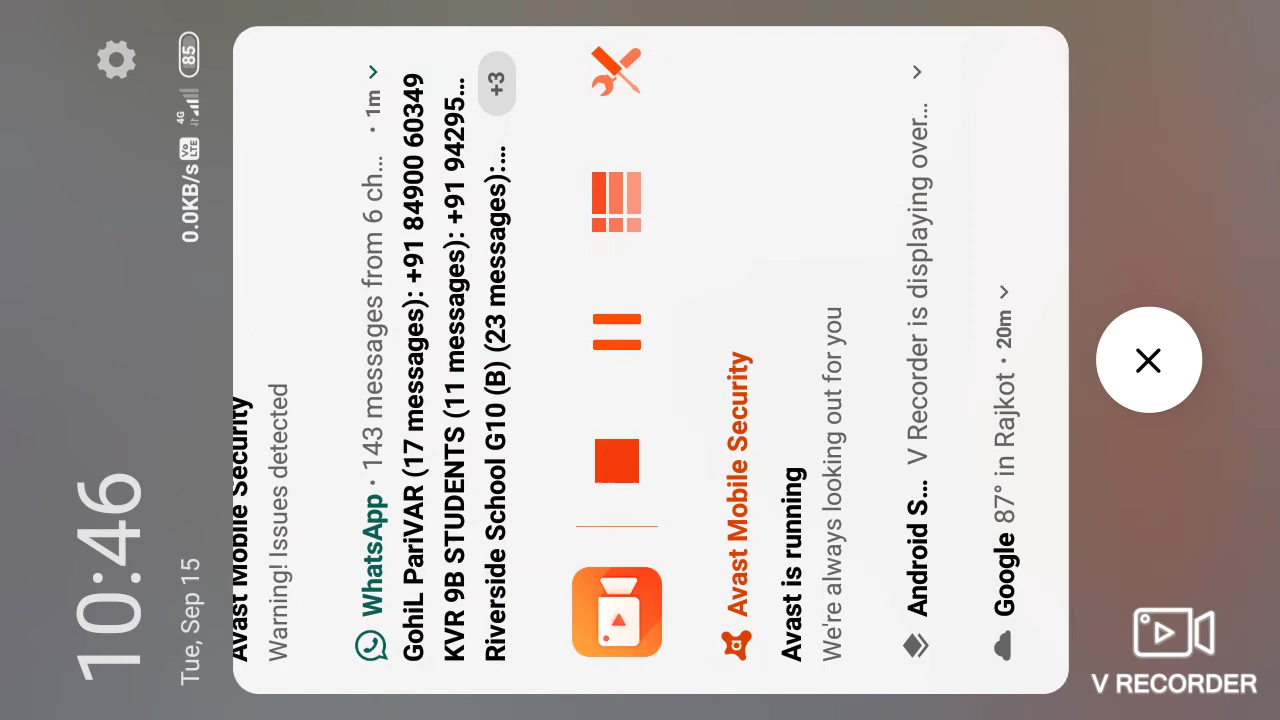 10:46
Tue, Sep 15
0.0KB/s Vo LTE 4G 85
Avast Mobile Security
Warning! Issues detected
WhatsApp · 143 messages from 6 ch... · 1m
GohiL PariVAR (17 messages): +91 84900 60349
KVR 9B STUDENTS (11 messages): +91 94295...
Riverside School G10 (B) (23 messages):...
+3
Avast Mobile Security
Avast is running
We're always looking out for you
Android S... V Recorder is displaying over...
Google 87° in Rajkot · 20m
V RECORDER